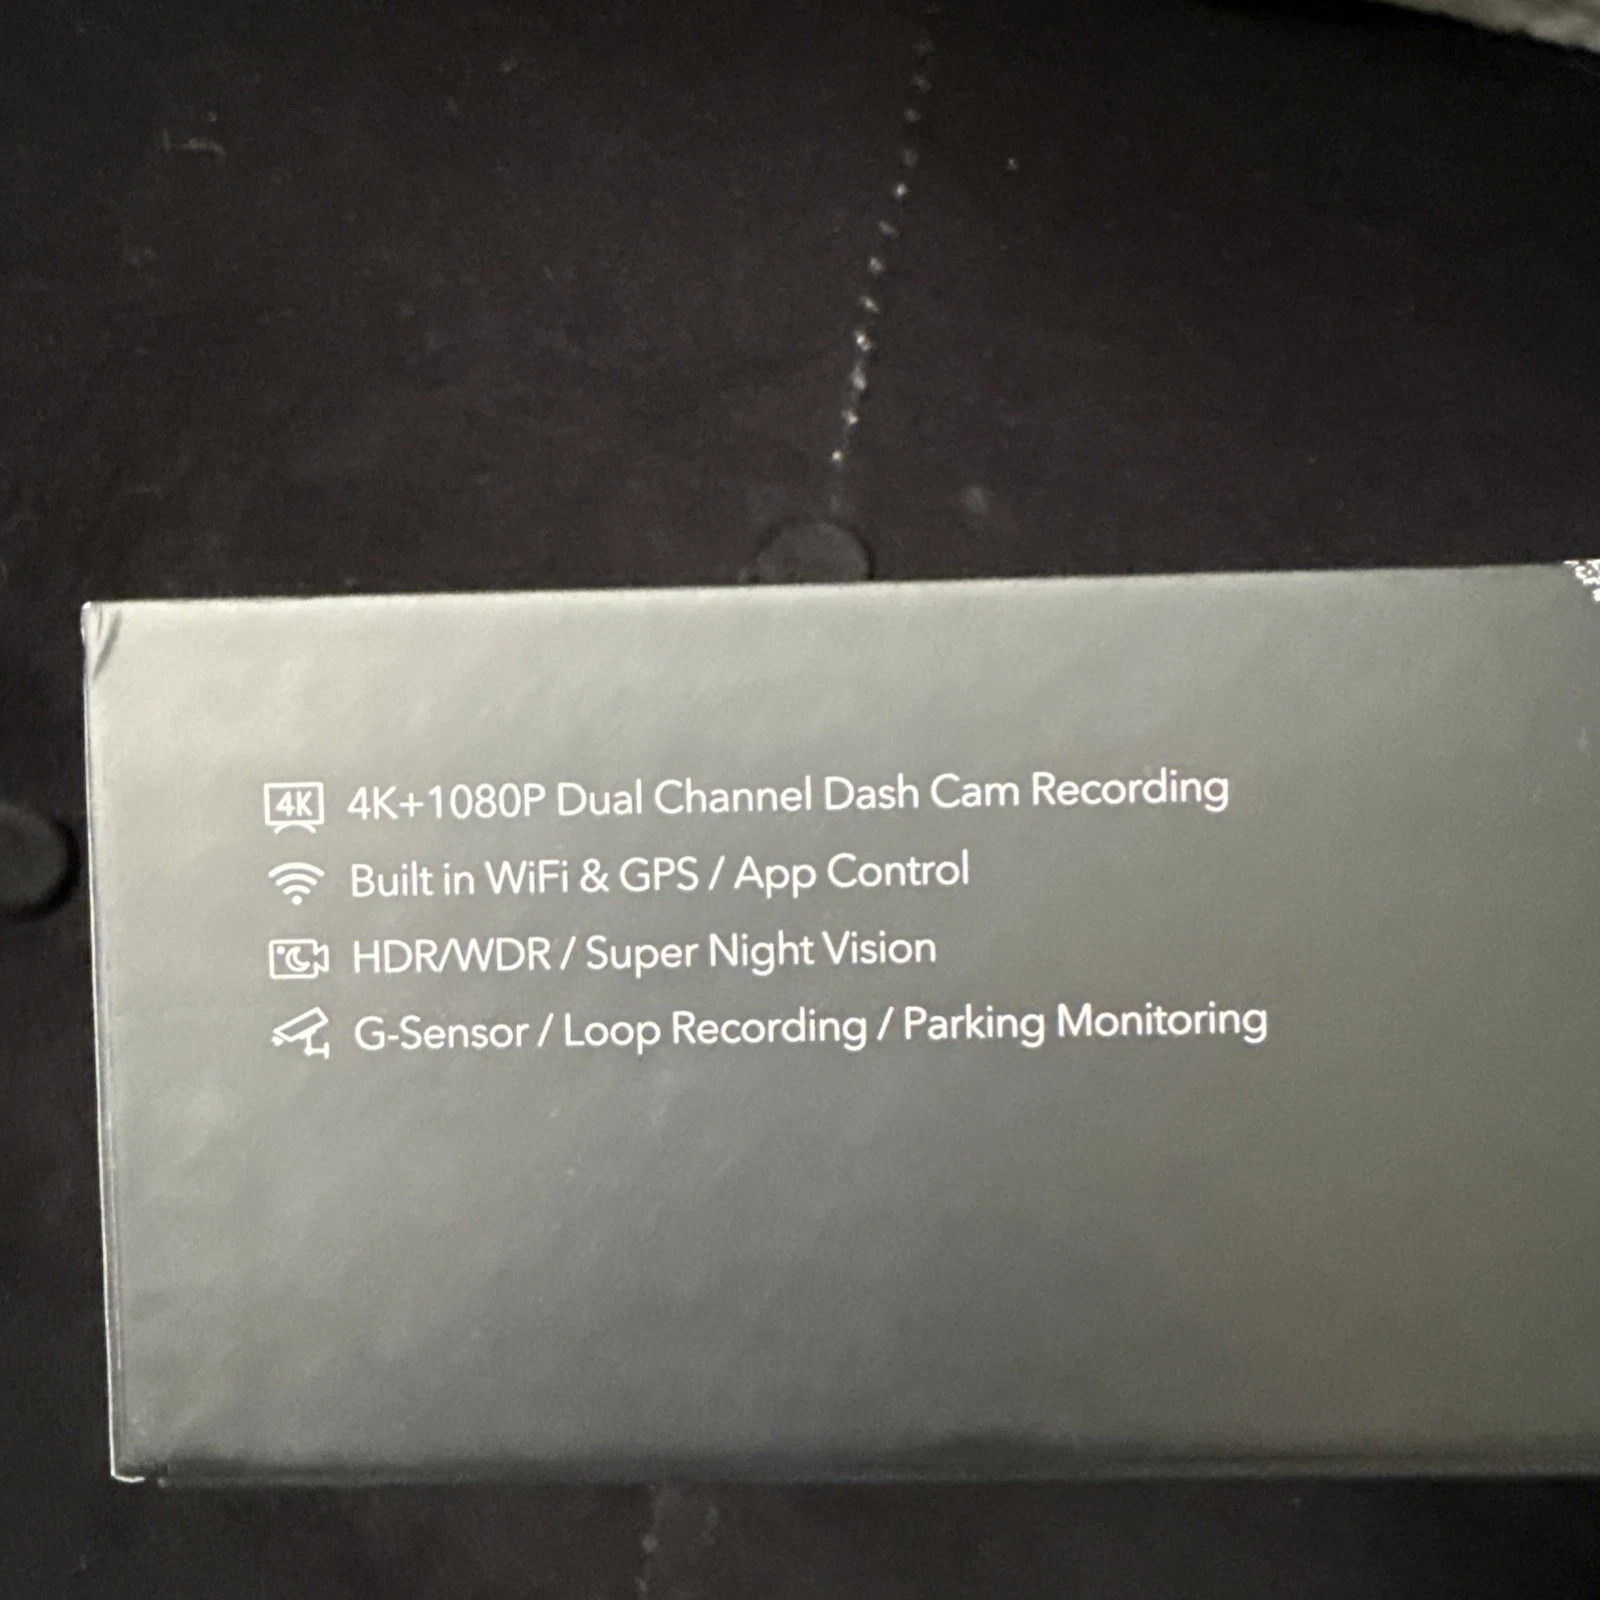 4K 4K+1080P Dual Channel Dash Cam Recording
Built in WiFi & GPS / App Control
HDR/WDR / Super Night Vision
G-Sensor / Loop Recording / Parking Monitoring